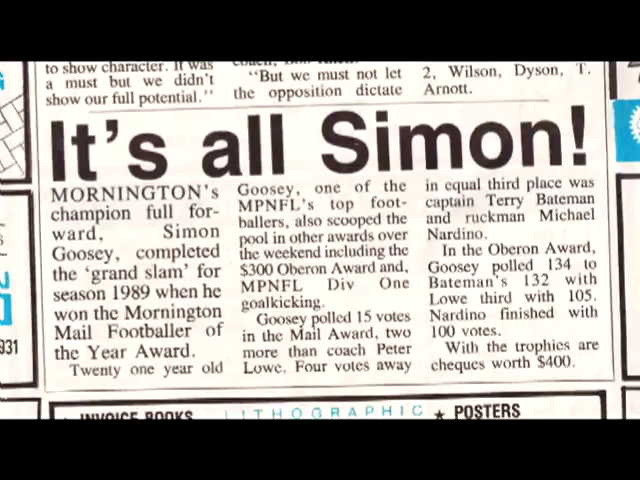 to show character. It was
a must but we didn't
show our full potential."
"But we must not let
the opposition dictate
2, Wilson, Dyson, T.
Arnott.
It's all Simon!
MORNINGTON's
champion full for-
ward, Simon
Goosey, completed
the 'grand slam' for
season 1989 when he
won the Mornington
Mail Footballer of
the Year Award.
Twenty one year old
Goosey, one of the
MPNFL's top foot-
ballers, also scooped the
pool in other awards over
the weekend including the
$300 Oberon Award and,
MPNFL Div One
goalkicking.
Goosey polled 15 votes
in the Mail Award, two
more than coach Peter
Lowe. Four votes away
in equal third place was
captain Terry Bateman
and ruckman Michael
Nardino.
In the Oberon Award,
Goosey polled 134 to
Bateman's 132 with
Lowe third with 105.
Nardino finished with
100 votes.
With the trophies are
cheques worth $400.
931
INVOICE BOOKS LITHOGRAPHIC ★ POSTERS